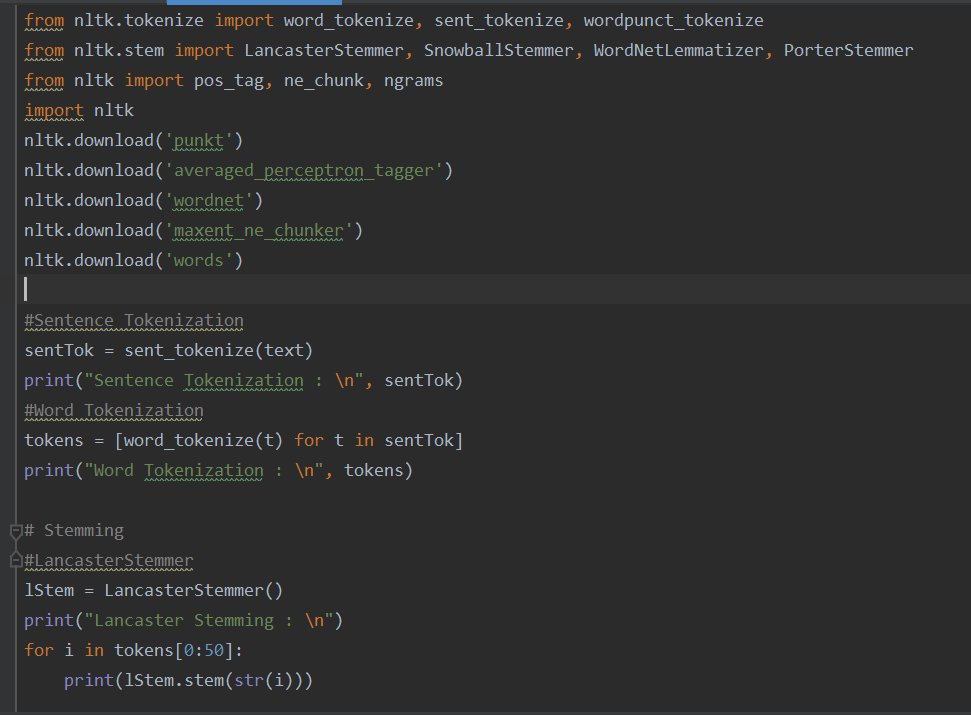 from nltk.tokenize import word_tokenize, sent_tokenize, wordpunct_tokenize
from nltk.stem import LancasterStemmer, SnowballStemmer, WordNetLemmatizer, PorterStemmer
from nltk import pos_tag, ne_chunk, ngrams
import nltk
nltk.download('punkt')
nltk.download('averaged_perceptron_tagger')
nltk.download('wordnet')
nltk.download('maxent_ne_chunker')
nltk.download('words')
#Sentence Tokenization
sentTok = sent_tokenize(text)
print("Sentence Tokenization : \n", sentTok)
#Word Tokenization
tokens = [word_tokenize(t) for t in sentTok]
print("Word Tokenization : \n", tokens)
# Stemming
#LancasterStemmer
lStem = LancasterStemmer()
print("Lancaster Stemming : \n")
for i in tokens[0:50]:
    print(lStem.stem(str(i)))